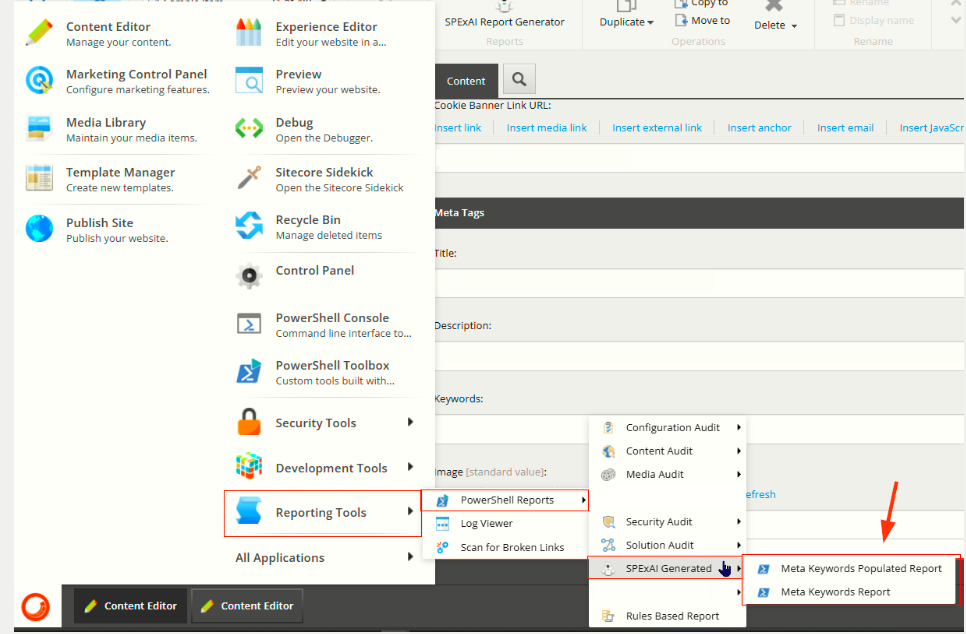 Content Editor
Manage your content.
Marketing Control Panel
Configure marketing features.
Media Library
Maintain your media items.
Template Manager
Create new templates.
Publish Site
Publish your website.
Experience Editor
Edit your website in a...
Preview
Preview your website.
Debug
Open the Debugger.
Sitecore Sidekick
Open the Sitecore Sidekick
Recycle Bin
Manage deleted items
Control Panel
PowerShell Console
Command line interface to...
PowerShell Toolbox
Custom tools built with...
Security Tools
Development Tools
Reporting Tools
All Applications
SPExAI Report Generator
Reports
Duplicate
Copy to
Move to
Delete
Operations
Rename
Display name
Rename
Content
Cookie Banner Link URL:
Insert link
Insert media link
Insert external link
Insert anchor
Insert email
Insert JavaScr
Meta Tags
Title:
Description:
Keywords:
Image [standard value]:
efresh
PowerShell Reports
Log Viewer
Scan for Broken Links
Configuration Audit
Content Audit
Media Audit
Security Audit
Solution Audit
SPExAI Generated
Rules Based Report
Meta Keywords Populated Report
Meta Keywords Report
Content Editor
Content Editor